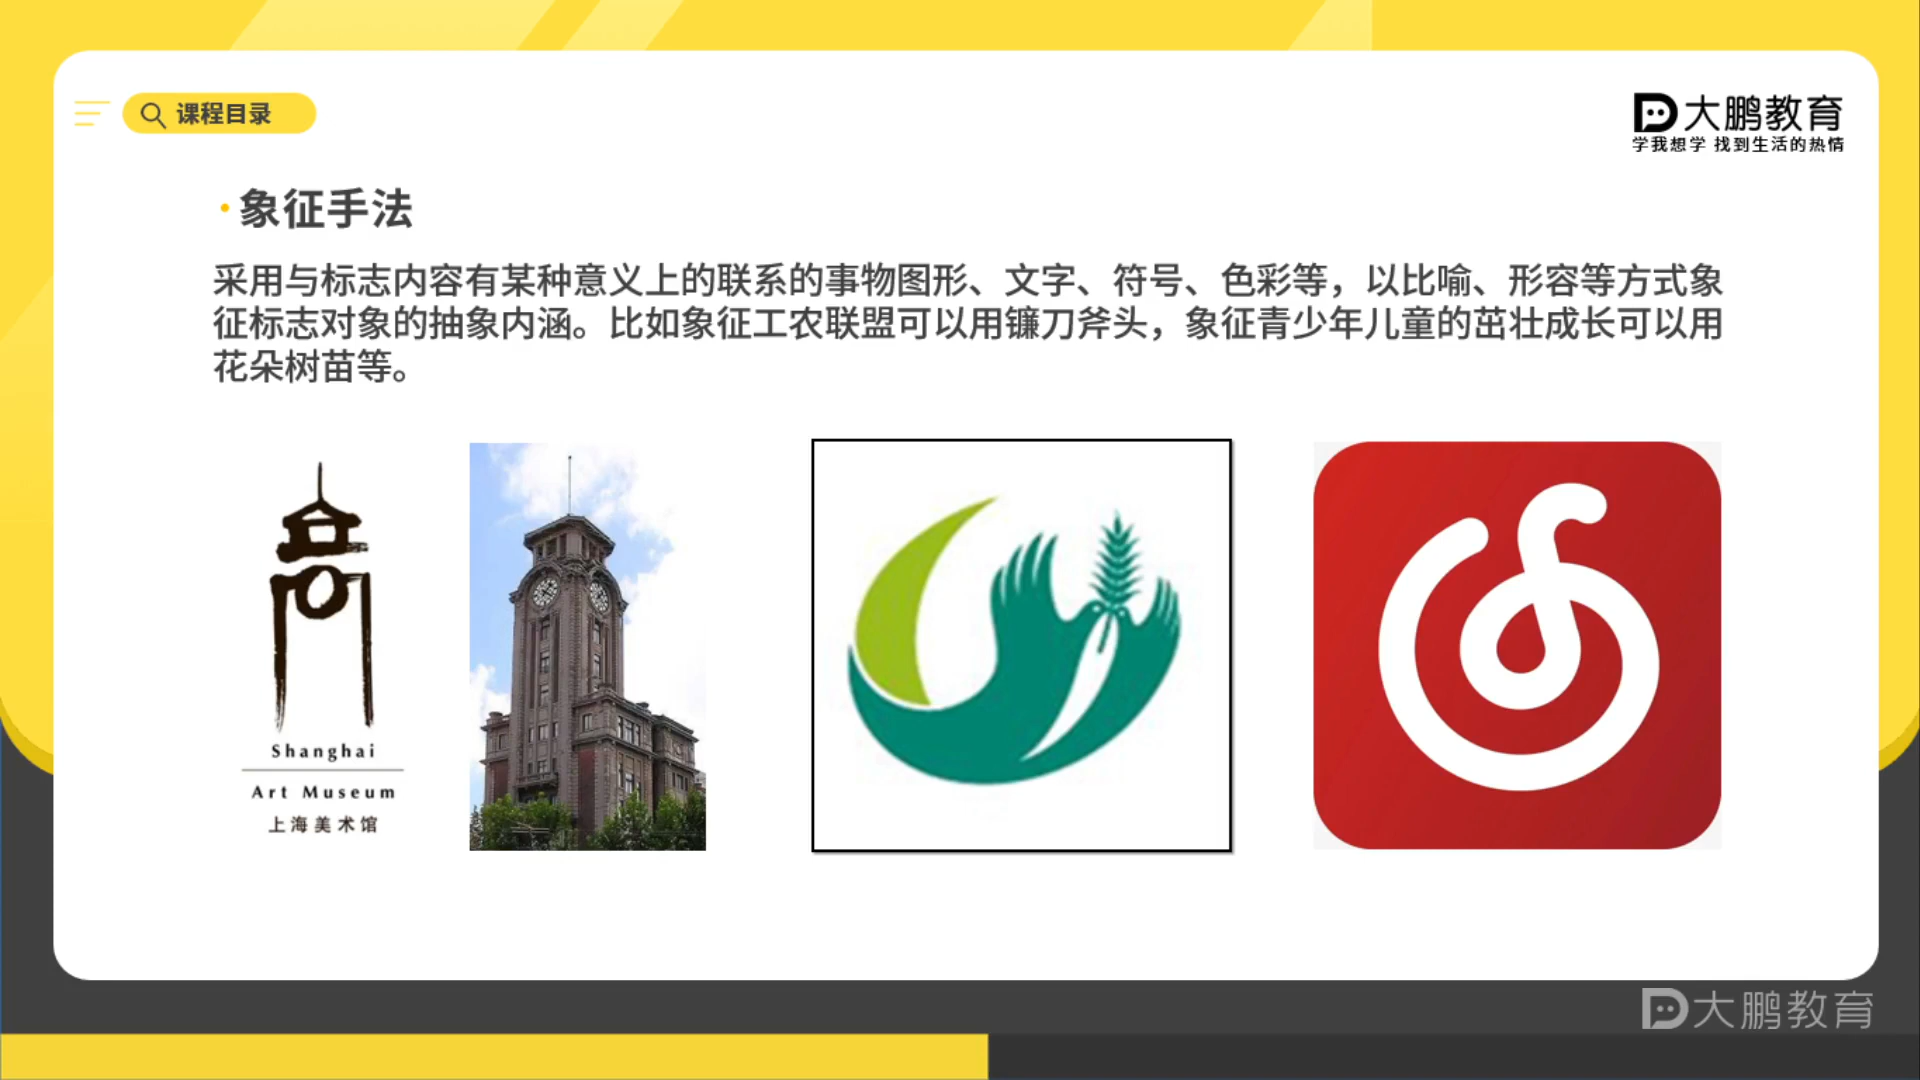 课程目录
大鹏教育
学我想学 找到生活的热情
·象征手法
采用与标志内容有某种意义上的联系的事物图形、文字、符号、色彩等，以比喻、形容等方式象
征标志对象的抽象内涵。比如象征工农联盟可以用镰刀斧头，象征青少年儿童的茁壮成长可以用
花朵树苗等。
Shanghai
Art Museum
上海美术馆
大鹏教育